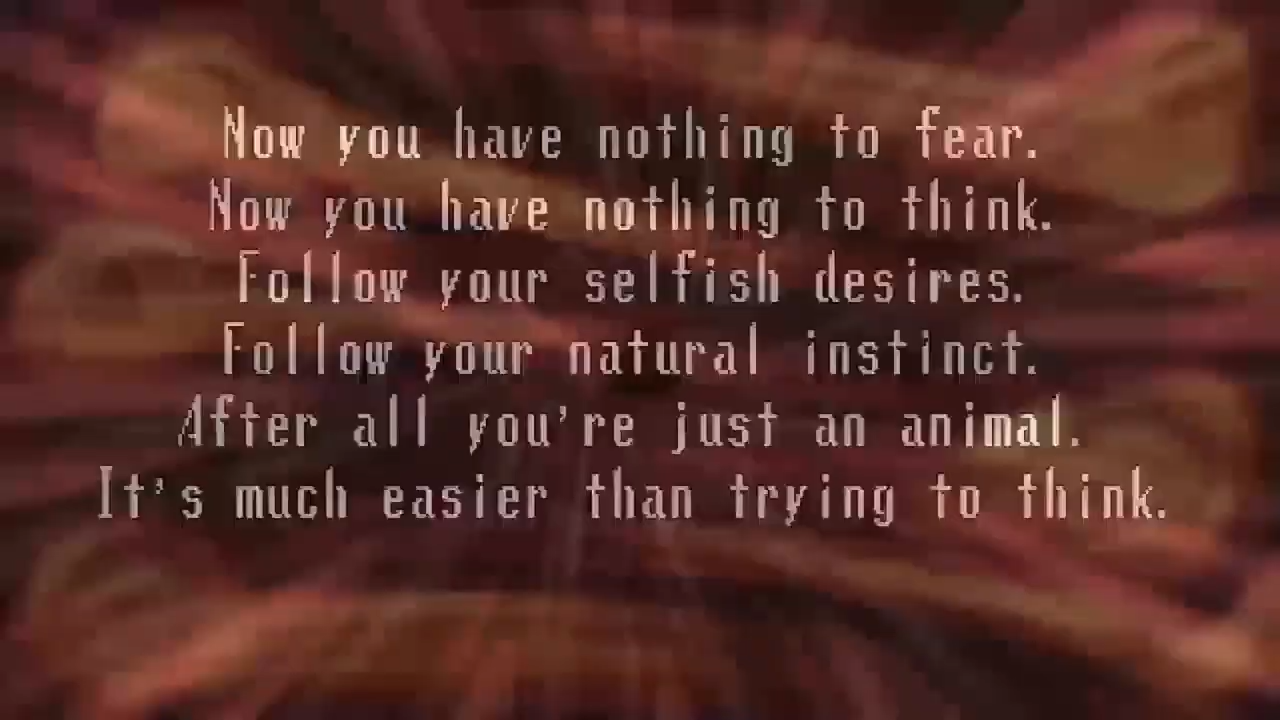 Now you have nothing to fear.
Now you have nothing to think.
Follow your selfish desires.
Follow your natural instinct.
After all you're just an animal.
It's much easier than trying to think.